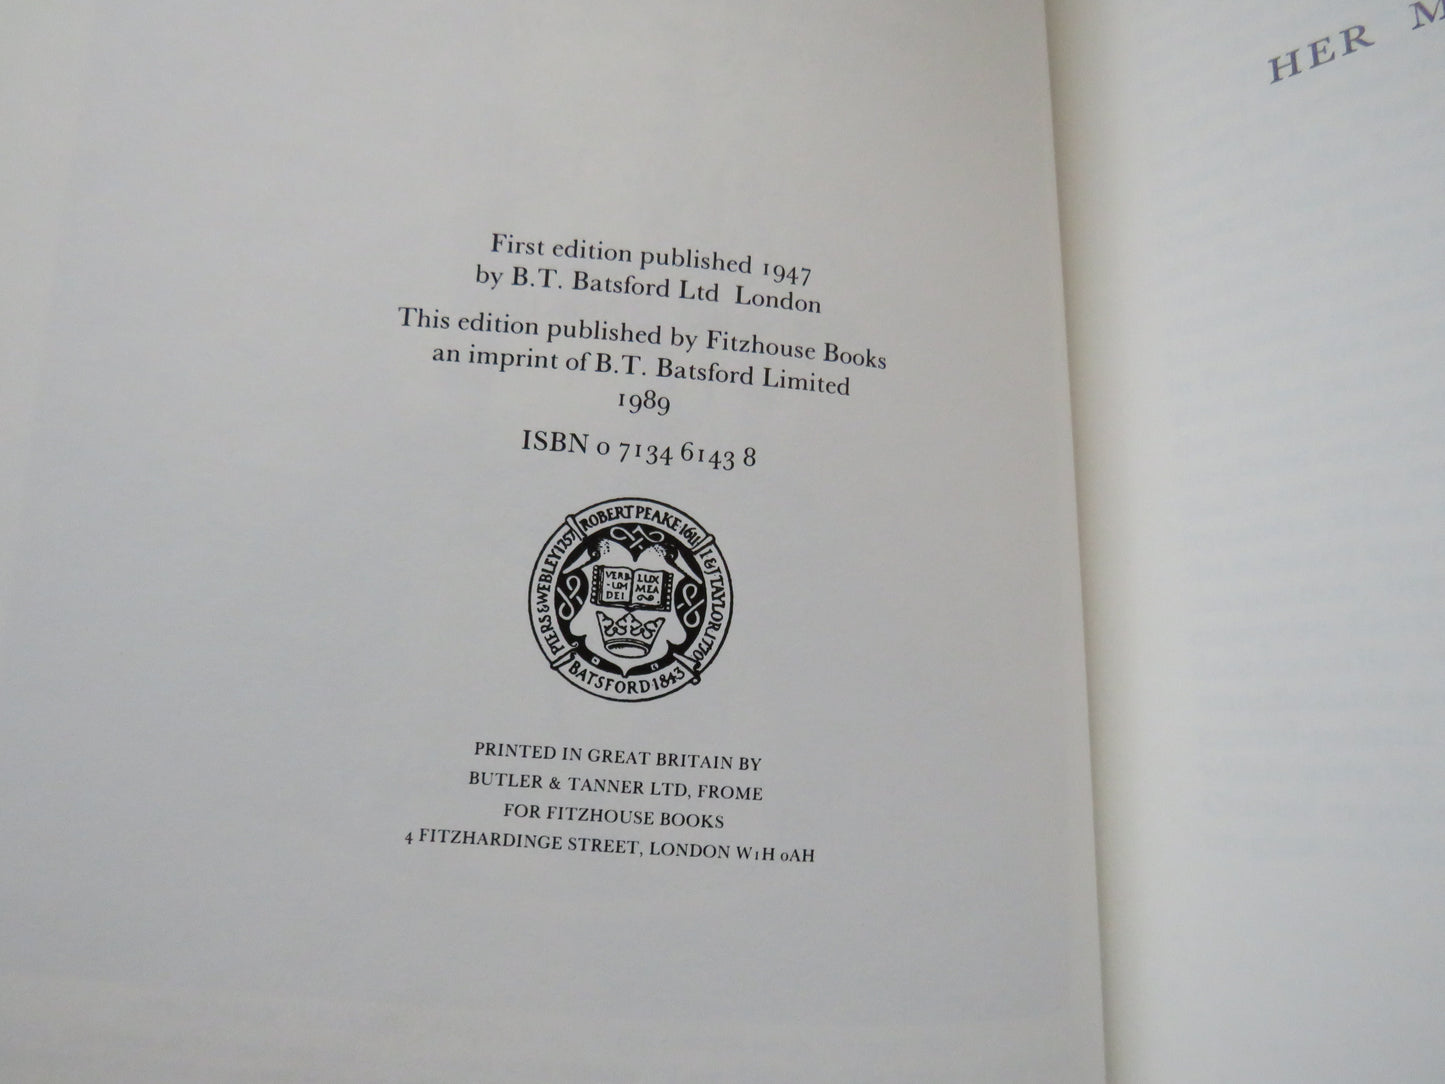 First edition published 1947
by B.T. Batsford Ltd London
This edition published by Fitzhouse Books
an imprint of B.T. Batsford Limited
1989
ISBN 0 7134 6143 8
PIERS & WEBLEY 1757
ROBERT PEAKE 1611
I & J TAYLOR 1770
BATSFORD 1843
VERB
-UM
DEI
LUX
MEA
PRINTED IN GREAT BRITAIN BY
BUTLER & TANNER LTD, FROME
FOR FITZHOUSE BOOKS
4 FITZHARDINGE STREET, LONDON W1H 0AH
HER M